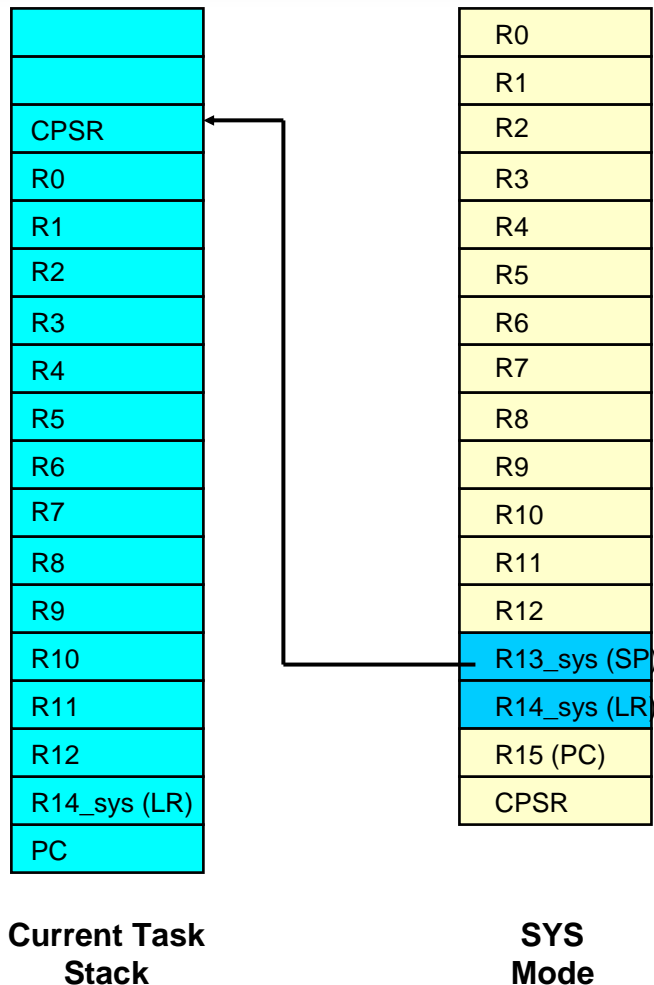 CPSR
R0
R1
R2
R3
R4
R5
R6
R7
R8
R9
R10
R11
R12
R14_sys (LR)
PC
Current Task
Stack
R0
R1
R2
R3
R4
R5
R6
R7
R8
R9
R10
R11
R12
R13_sys (SP)
R14_sys (LR)
R15 (PC)
CPSR
SYS
Mode